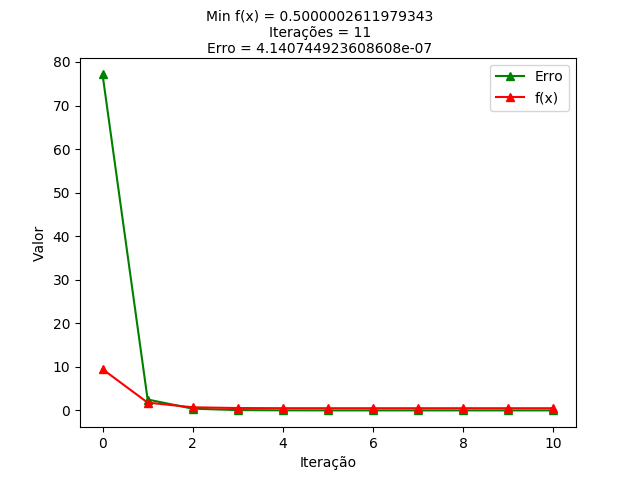 Min f(x) = 0.5000002611979343
Iterações = 11
Erro = 4.140744923608608e-07
80
70
60
50
40
30
20
10
0
Valor
Erro
f(x)
0 2 4 6 8 10
Iteração